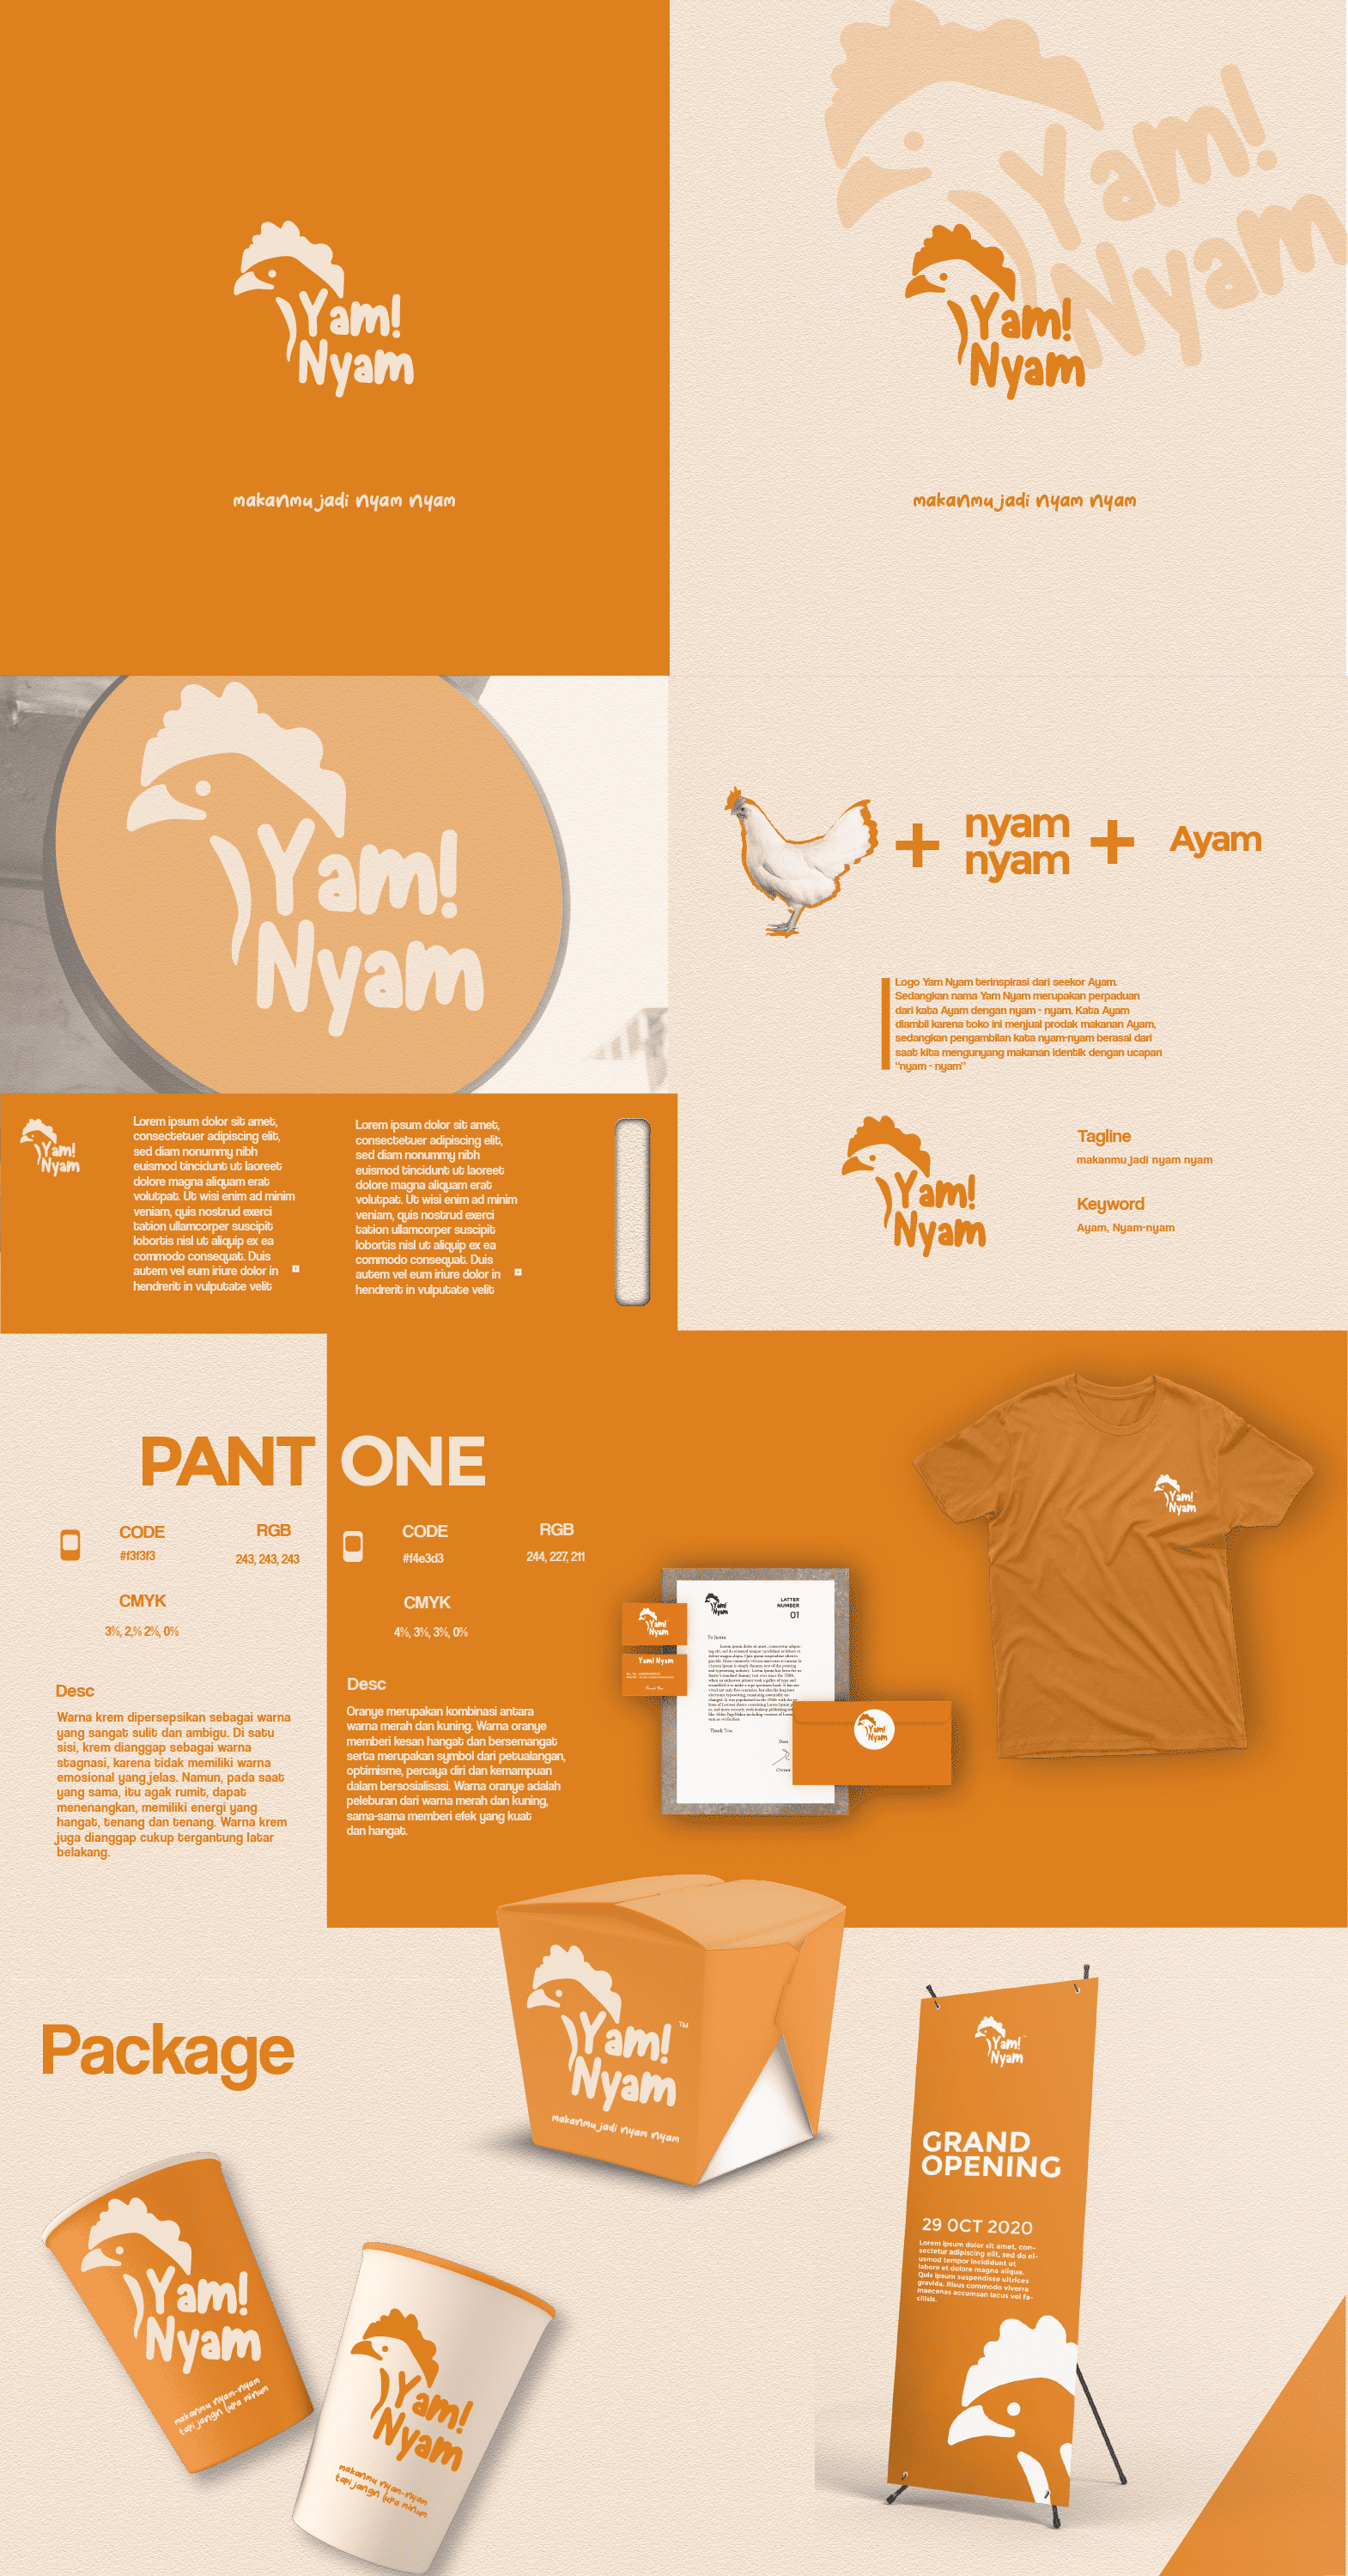 Yam!
Nyam
makanmu jadi nyam nyam
Yam!
Nyam
Yam!
Nyam
makanmu jadi nyam nyam
Yam!
Nyam
nyam
nyam
+
+
Ayam
Logo Yam Nyam terinspirasi dari seekor Ayam.
Sedangkan nama Yam Nyam merupakan perpaduan
dari kata Ayam dengan nyam - nyam. Kata Ayam
diambil karena toko ini menjual prodak makanan Ayam,
sedangkan pengambilan kata nyam-nyam berasal dari
saat kita mengunyang makanan identik dengan ucapan
"nyam - nyam"
Yam!
Nyam
Tagline
makanmu jadi nyam nyam
Keyword
Ayam, Nyam-nyam
Yam!
Nyam
Lorem ipsum dolor sit amet,
consectetuer adipiscing elit,
sed diam nonummy nibh
euismod tincidunt ut laoreet
dolore magna aliquam erat
volutpat. Ut wisi enim ad minim
veniam, quis nostrud exerci
tation ullamcorper suscipit
lobortis nisl ut aliquip ex ea
commodo consequat. Duis
autem vel eum iriure dolor in
hendrerit in vulputate velit
Lorem ipsum dolor sit amet,
consectetuer adipiscing elit,
sed diam nonummy nibh
euismod tincidunt ut laoreet
dolore magna aliquam erat
volutpat. Ut wisi enim ad minim
veniam, quis nostrud exerci
tation ullamcorper suscipit
lobortis nisl ut aliquip ex ea
commodo consequat. Duis
autem vel eum iriure dolor in
hendrerit in vulputate velit
PANT ONE
CODE
#f3f3f3
RGB
243, 243, 243
CMYK
3%, 2,% 2%, 0%
Desc
Warna krem dipersepsikan sebagai warna
yang sangat sulit dan ambigu. Di satu
sisi, krem dianggap sebagai warna
stagnasi, karena tidak memiliki warna
emosional yang jelas. Namun, pada saat
yang sama, itu agak rumit, dapat
menenangkan, memiliki energi yang
hangat, tenang dan tenang. Warna krem
juga dianggap cukup tergantung latar
belakang.
CODE
#f4e3d3
RGB
244, 227, 211
CMYK
4%, 3%, 3%, 0%
Desc
Oranye merupakan kombinasi antara
warna merah dan kuning. Warna oranye
memberi kesan hangat dan bersemangat
serta merupakan symbol dari petualangan,
optimisme, percaya diri dan kemampuan
dalam bersosialisasi. Warna oranye adalah
peleburan dari warna merah dan kuning,
sama-sama memberi efek yang kuat
dan hangat.
Yam!
Nyam
Yam!
Nyam
Yam! Nyam
Yam!
Nyam
LATTER
NUMBER
01
Thank You
Owner
Yam!
Nyam
Package
Yam!
Nyam
TM
makanmu jadi nyam nyam
Yam!
Nyam
makanmu nyam-nyam
tapi jangn lupa minum
Yam!
Nyam
makanmu nyam-nyam
tapi jangn lupa minum
Yam!
Nyam
GRAND
OPENING
29 OCT 2020
Lorem ipsum dolor sit amet, con-
sectetur adipiscing elit, sed do ei-
usmod tempor incididunt ut
labore et dolore magna aliqua.
Quis ipsum suspendisse ultrices
gravida. Risus commodo viverra
maecenas accumsan lacus vel fa-
cilisis.